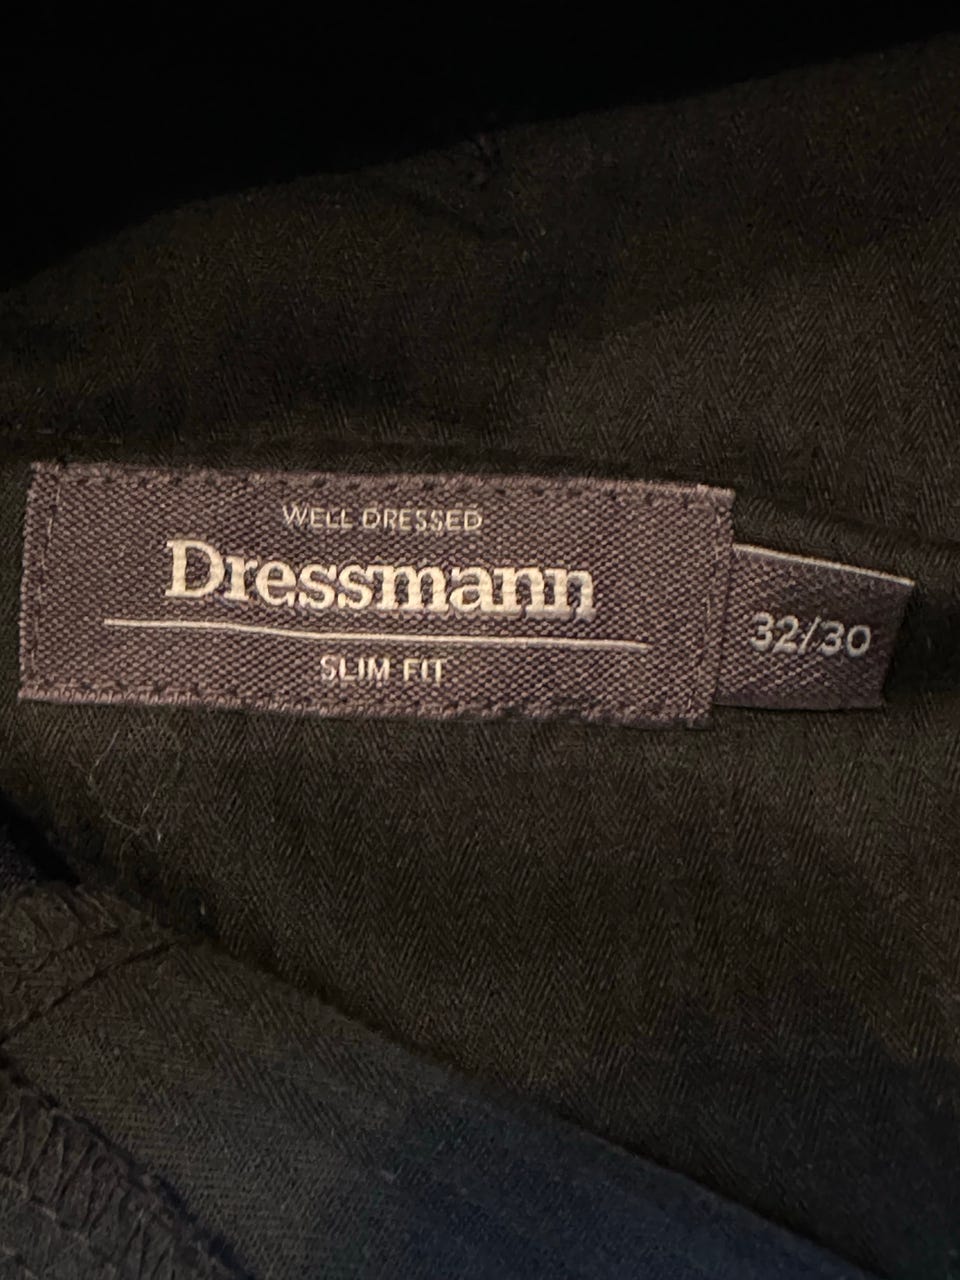 WELL DRESSED
Dressmann
SLIM FIT
32/30